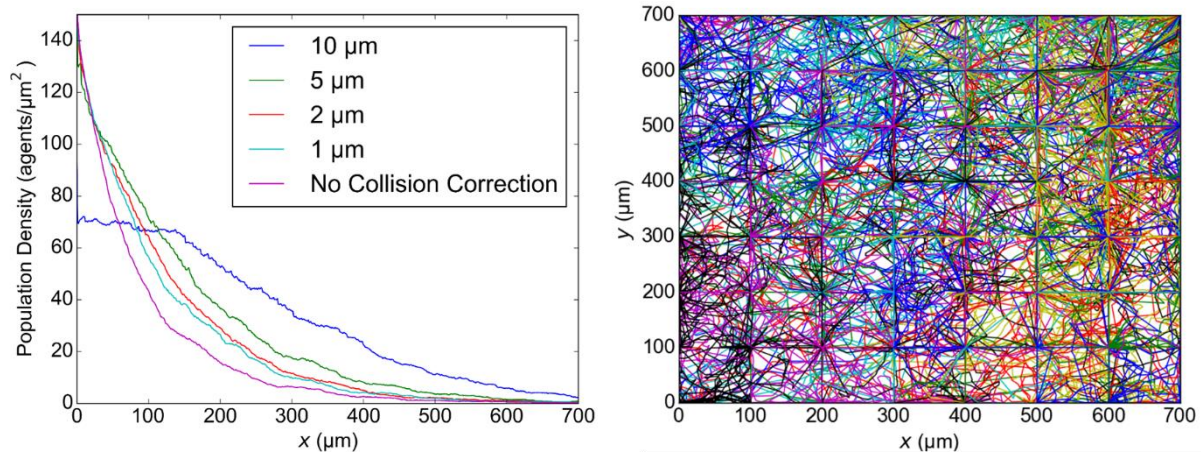 Population Density (agents/µm²)
140
120
100
80
60
40
20
0
10 µm
5 µm
2 µm
1 µm
No Collision Correction
0 100 200 300 400 500 600 700
x (µm)
y (µm)
700
600
500
400
300
200
100
0
0 100 200 300 400 500 600 700
x (µm)